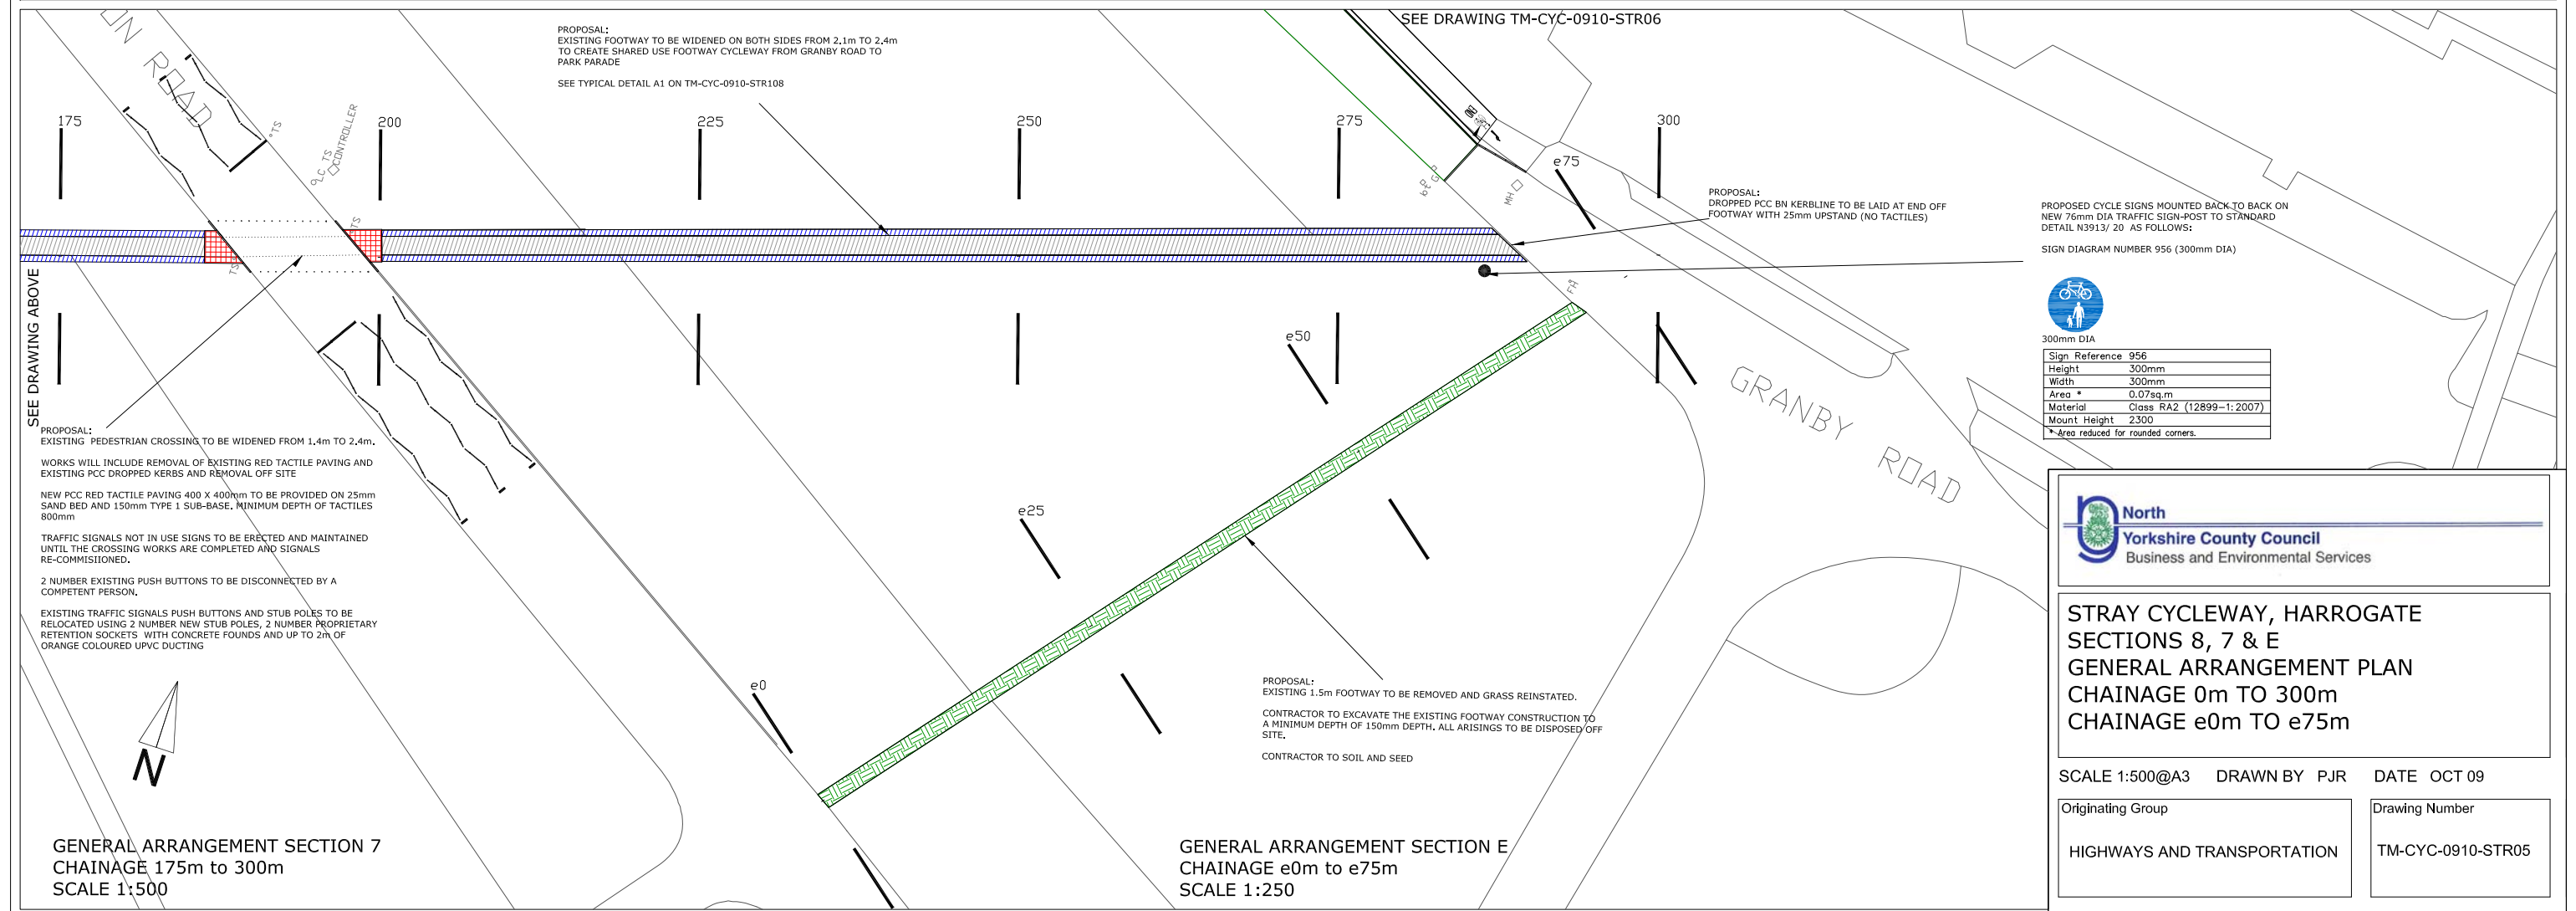 SEE DRAWING TM-CYC-0910-STR06
ON ROAD
PROPOSAL:
EXISTING FOOTWAY TO BE WIDENED ON BOTH SIDES FROM 2.1m TO 2.4m
TO CREATE SHARED USE FOOTWAY CYCLEWAY FROM GRANBY ROAD TO
PARK PARADE
SEE TYPICAL DETAIL A1 ON TM-CYC-0910-STR108
175
200
225
250
275
300
TS
LC TS
CONTROLLER
TS
TS
bt GP
MH
e75
FH
PROPOSAL:
DROPPED PCC BN KERBLINE TO BE LAID AT END OFF
FOOTWAY WITH 25mm UPSTAND (NO TACTILES)
PROPOSED CYCLE SIGNS MOUNTED BACK TO BACK ON
NEW 76mm DIA TRAFFIC SIGN-POST TO STANDARD
DETAIL N3913/ 20  AS FOLLOWS:
SIGN DIAGRAM NUMBER 956 (300mm DIA)
300mm DIA
Sign Reference 956
Height 300mm
Width 300mm
Area * 0.07sq.m
Material Class RA2 (12899-1:2007)
Mount Height 2300
* Area reduced for rounded corners.
SEE DRAWING ABOVE
PROPOSAL:
EXISTING  PEDESTRIAN CROSSING TO BE WIDENED FROM 1.4m TO 2.4m.
WORKS WILL INCLUDE REMOVAL OF EXISTING RED TACTILE PAVING AND
EXISTING PCC DROPPED KERBS AND REMOVAL OFF SITE
NEW PCC RED TACTILE PAVING 400 X 400mm TO BE PROVIDED ON 25mm
SAND BED AND 150mm TYPE 1 SUB-BASE. MINIMUM DEPTH OF TACTILES
800mm
TRAFFIC SIGNALS NOT IN USE SIGNS TO BE ERECTED AND MAINTAINED
UNTIL THE CROSSING WORKS ARE COMPLETED AND SIGNALS
RE-COMMISIIONED.
2 NUMBER EXISTING PUSH BUTTONS TO BE DISCONNECTED BY A
COMPETENT PERSON.
EXISTING TRAFFIC SIGNALS PUSH BUTTONS AND STUB POLES TO BE
RELOCATED USING 2 NUMBER NEW STUB POLES, 2 NUMBER PROPRIETARY
RETENTION SOCKETS  WITH CONCRETE FOUNDS AND UP TO 2m OF
ORANGE COLOURED UPVC DUCTING
e50
e25
e0
GRANBY ROAD
PROPOSAL:
EXISTING 1.5m FOOTWAY TO BE REMOVED AND GRASS REINSTATED.
CONTRACTOR TO EXCAVATE THE EXISTING FOOTWAY CONSTRUCTION TO
A MINIMUM DEPTH OF 150mm DEPTH. ALL ARISINGS TO BE DISPOSED OFF
SITE.
CONTRACTOR TO SOIL AND SEED
N
GENERAL ARRANGEMENT SECTION 7
CHAINAGE 175m to 300m
SCALE 1:500
GENERAL ARRANGEMENT SECTION E
CHAINAGE e0m to e75m
SCALE 1:250
North
Yorkshire County Council
Business and Environmental Services
STRAY CYCLEWAY, HARROGATE
SECTIONS 8, 7 & E
GENERAL ARRANGEMENT PLAN
CHAINAGE 0m TO 300m
CHAINAGE e0m TO e75m
SCALE 1:500@A3 DRAWN BY PJR DATE OCT 09
Originating Group
HIGHWAYS AND TRANSPORTATION
Drawing Number
TM-CYC-0910-STR05